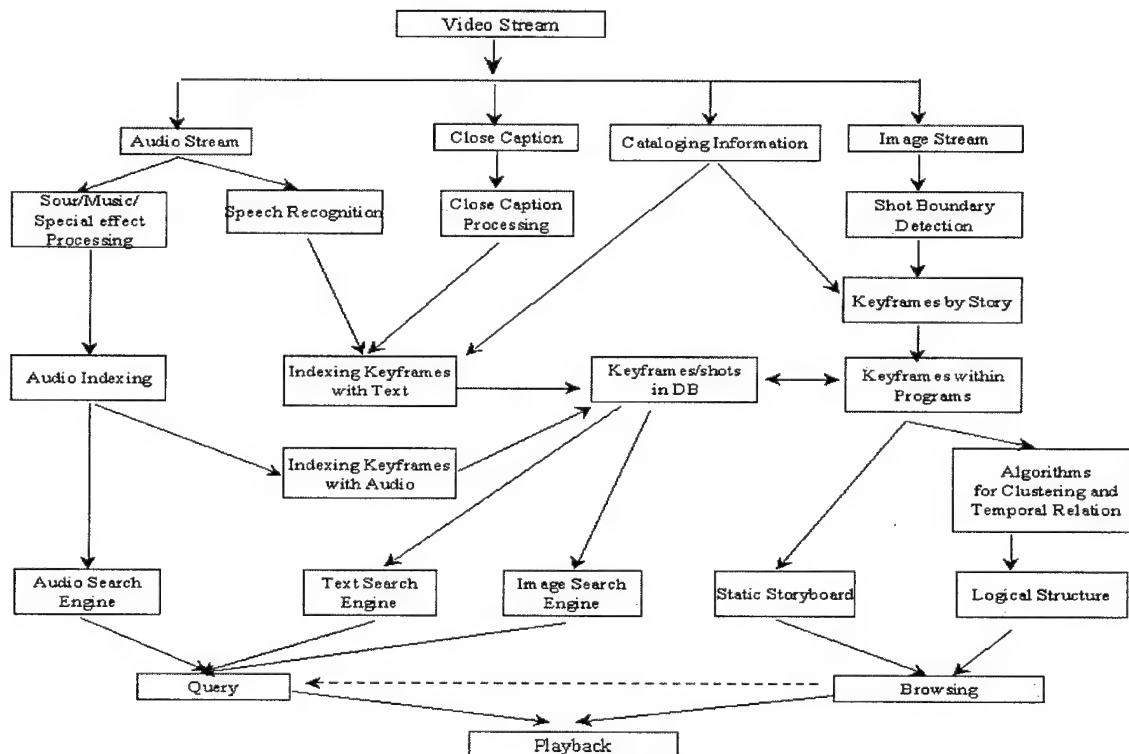 Video Stream
Audio Stream
Close Caption
Cataloging Information
Image Stream
Sour/Music/
Special effect
Processing
Speech Recognition
Close Caption
Processing
Shot Boundary
Detection
Keyframes by Story
Audio Indexing
Indexing Keyframes
with Text
Keyframes/shots
in DB
Keyframes within
Programs
Indexing Keyframes
with Audio
Algorithms
for Clustering and
Temporal Relation
Audio Search
Engine
Text Search
Engine
Image Search
Engine
Static Storyboard
Logical Structure
Query
Browsing
Playback